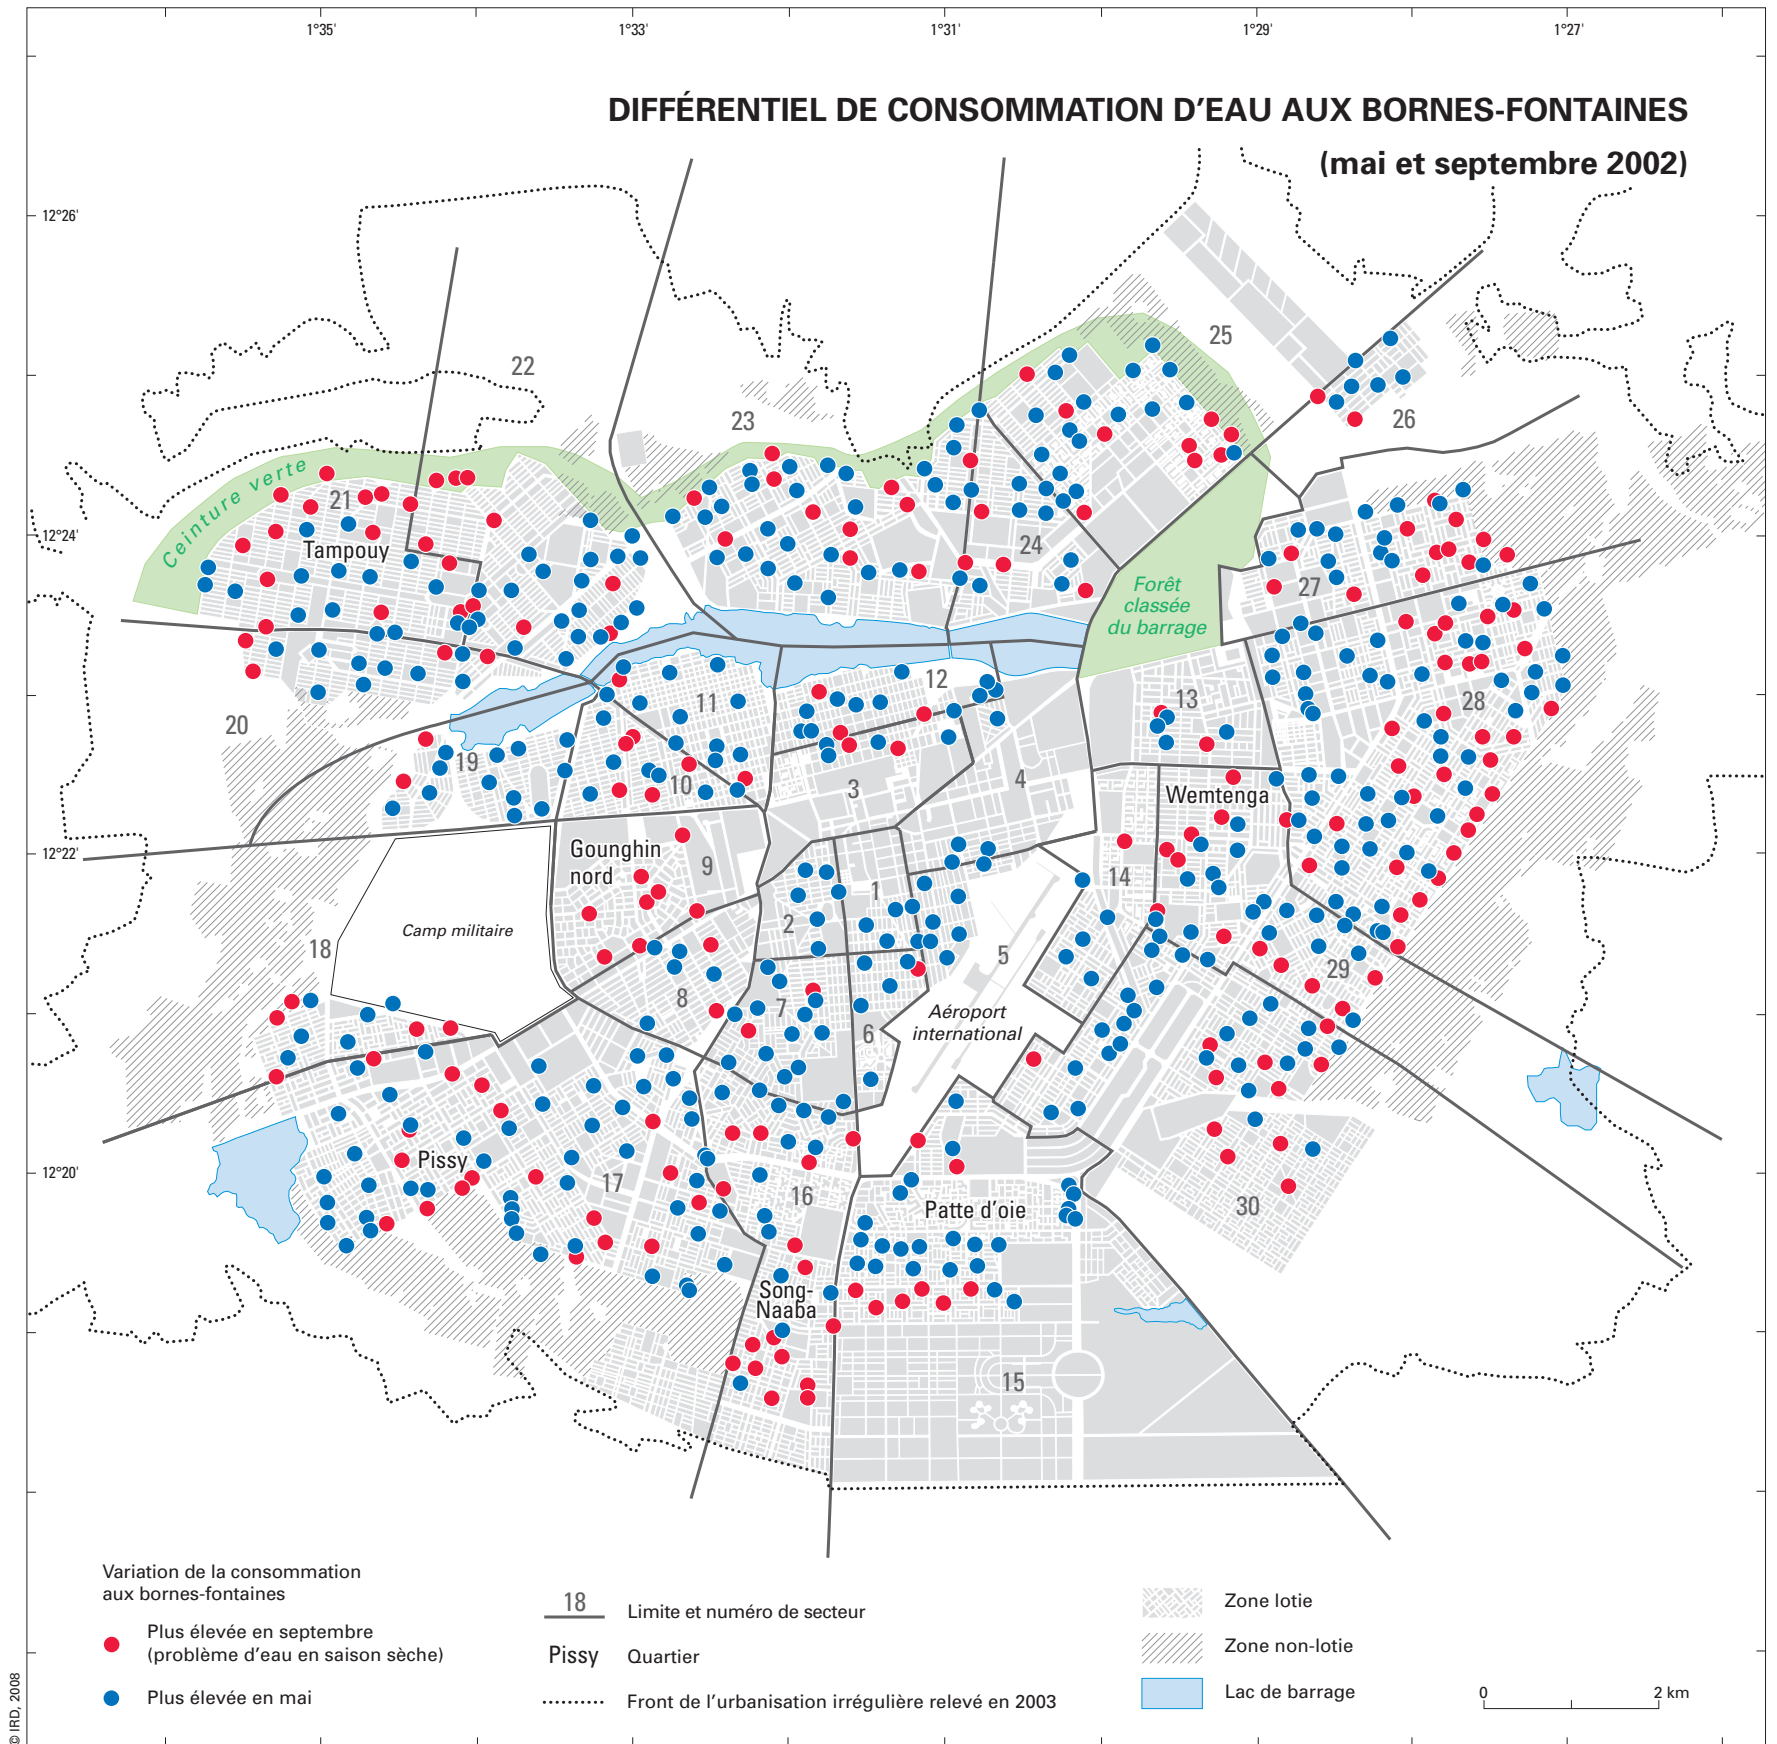 1°35'
1°33'
1°31'
1°29'
1°27'
DIFFÉRENTIEL DE CONSOMMATION D’EAU AUX BORNES-FONTAINES
(mai et septembre 2002)
12°26'
25
22
26
23
Ceinture verte
21
12°24'
Tampouy
24
27
Forêt
classée
du barrage
12
11
13
28
20
19
10
3
4
Wemtenga
12°22'
Gounghin
nord
9
14
1
2
Camp militaire
18
5
29
8
7
6
Aéroport
international
12°20'
Pissy
17
16
Patte d’oie
30
Song-
Naaba
15
Variation de la consommation
aux bornes-fontaines
Plus élevée en septembre
(problème d’eau en saison sèche)
Plus élevée en mai
18
Limite et numéro de secteur
Pissy
Quartier
Front de l’urbanisation irrégulière relevé en 2003
Zone lotie
Zone non-lotie
Lac de barrage
0
2 km
© IRD, 2008